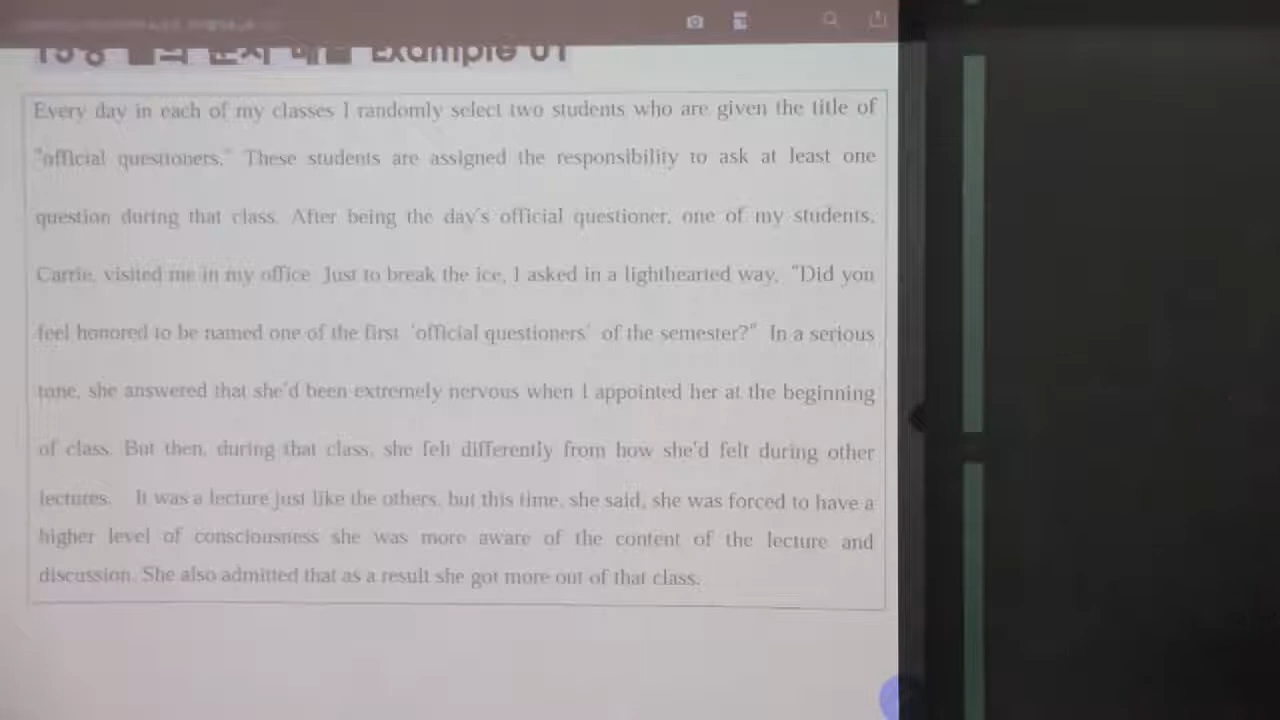 Example 01
Every day in each of my classes I randomly select two students who are given the title of
"official questioners." These students are assigned the responsibility to ask at least one
question during that class. After being the day's official questioner, one of my students,
Carrie, visited me in my office. Just to break the ice, I asked in a lighthearted way, "Did you
feel honored to be named one of the first 'official questioners' of the semester?" In a serious
tone, she answered that she'd been extremely nervous when I appointed her at the beginning
of class. But then, during that class, she felt differently from how she'd felt during other
lectures. It was a lecture just like the others, but this time, she said, she was forced to have a
higher level of consciousness she was more aware of the content of the lecture and
discussion. She also admitted that as a result she got more out of that class.